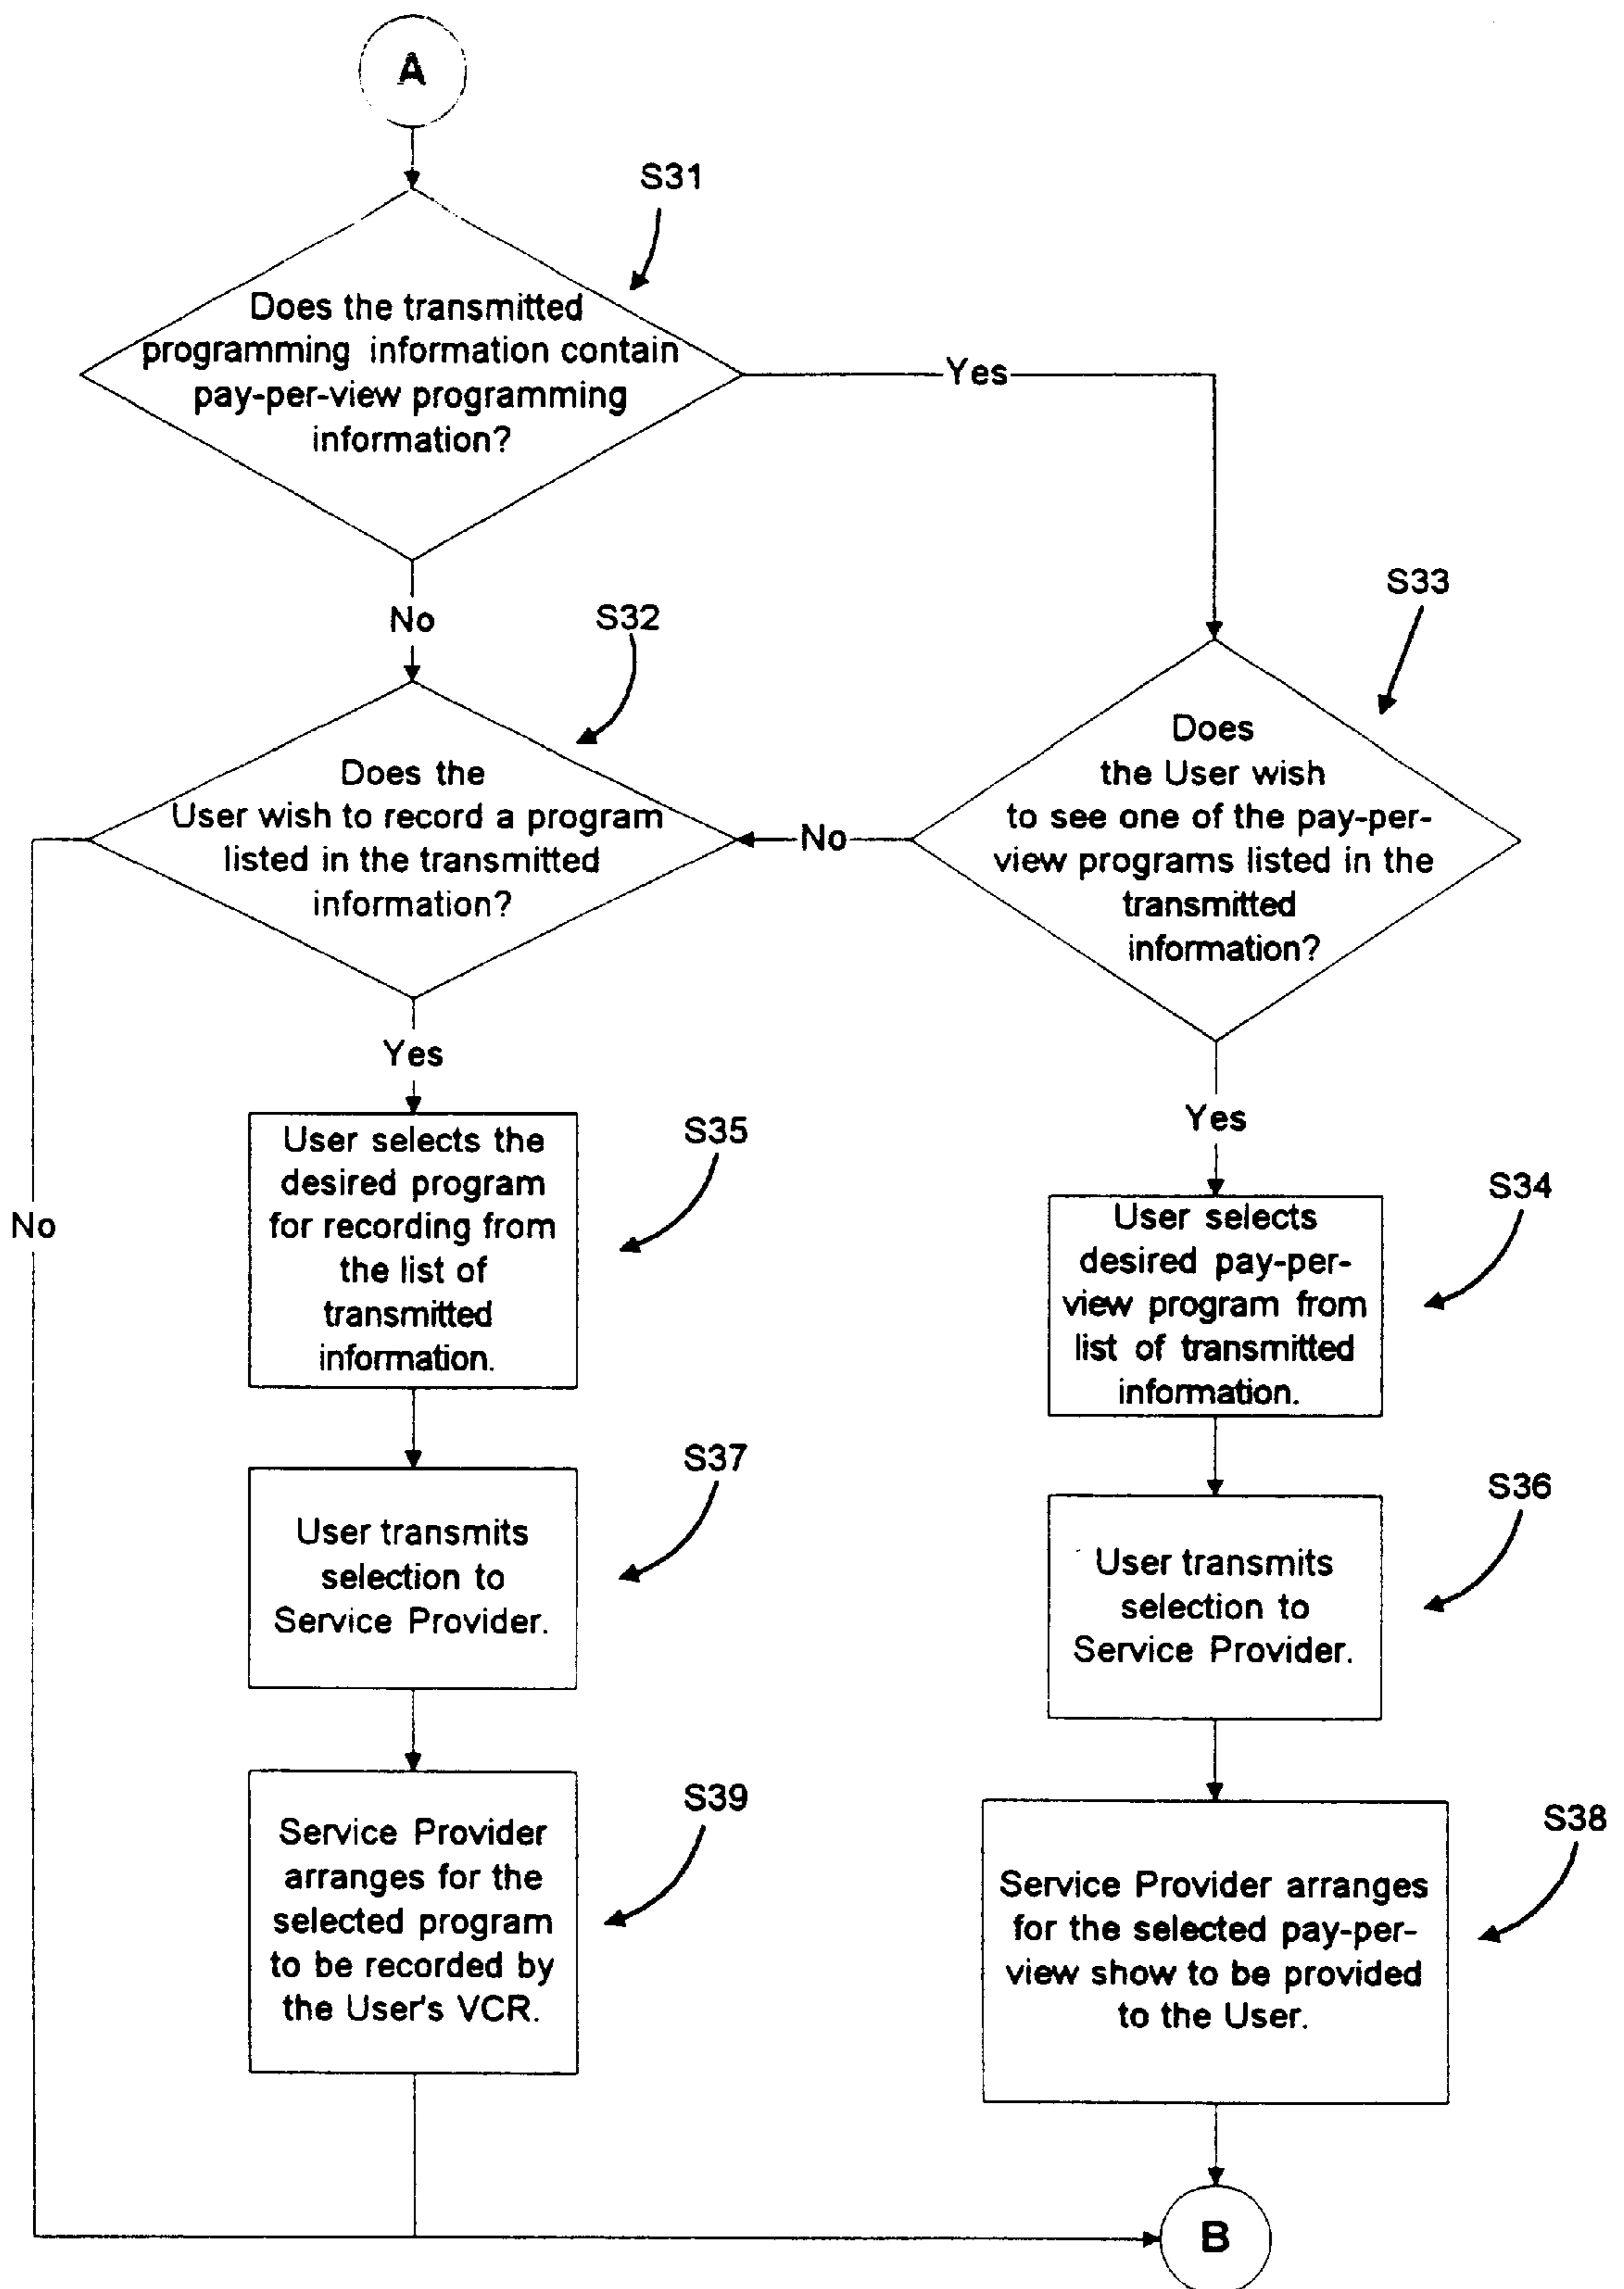 A
S31
Does the transmitted
programming information contain
pay-per-view programming
information?
Yes
No
S32
S33
Does the
User wish to record a program
listed in the transmitted
information?
No
Does
the User wish
to see one of the pay-per-
view programs listed in the
transmitted
information?
Yes
Yes
No
S35
User selects the
desired program
for recording from
the list of
transmitted
information.
S34
User selects
desired pay-per-
view program from
list of transmitted
information.
S37
User transmits
selection to
Service Provider.
S36
User transmits
selection to
Service Provider.
S39
Service Provider
arranges for the
selected program
to be recorded by
the User's VCR.
S38
Service Provider arranges
for the selected pay-per-
view show to be provided
to the User.
B